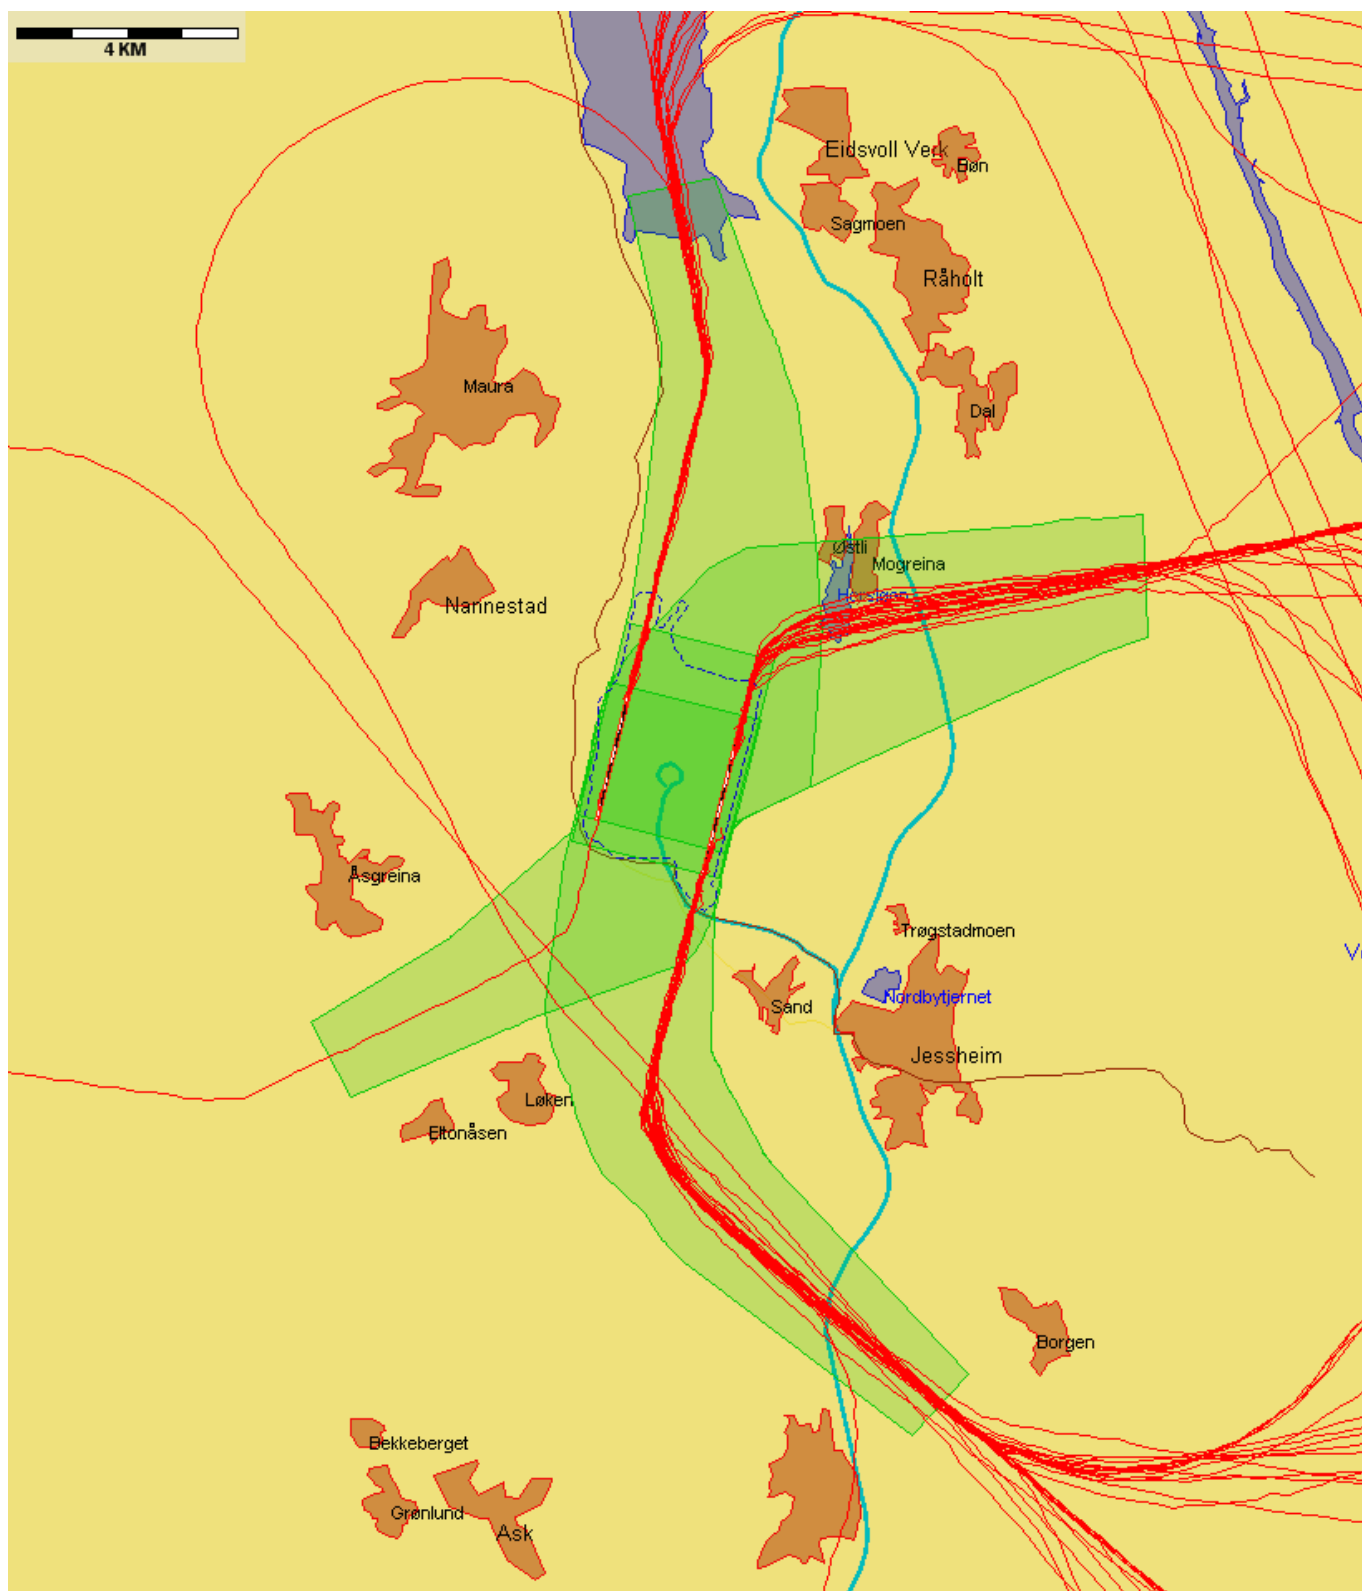 4 KM
Eidsvoll Verk
Bøn
Sagmoen
Råholt
Maura
Dal
Østli
Mogreina
Nannestad
Åsgreina
Trøgstadmoen
Nordbytjernet
Sand
Jessheim
Løken
Eltonåsen
Borgen
Bekkeberget
Grønlund
Ask